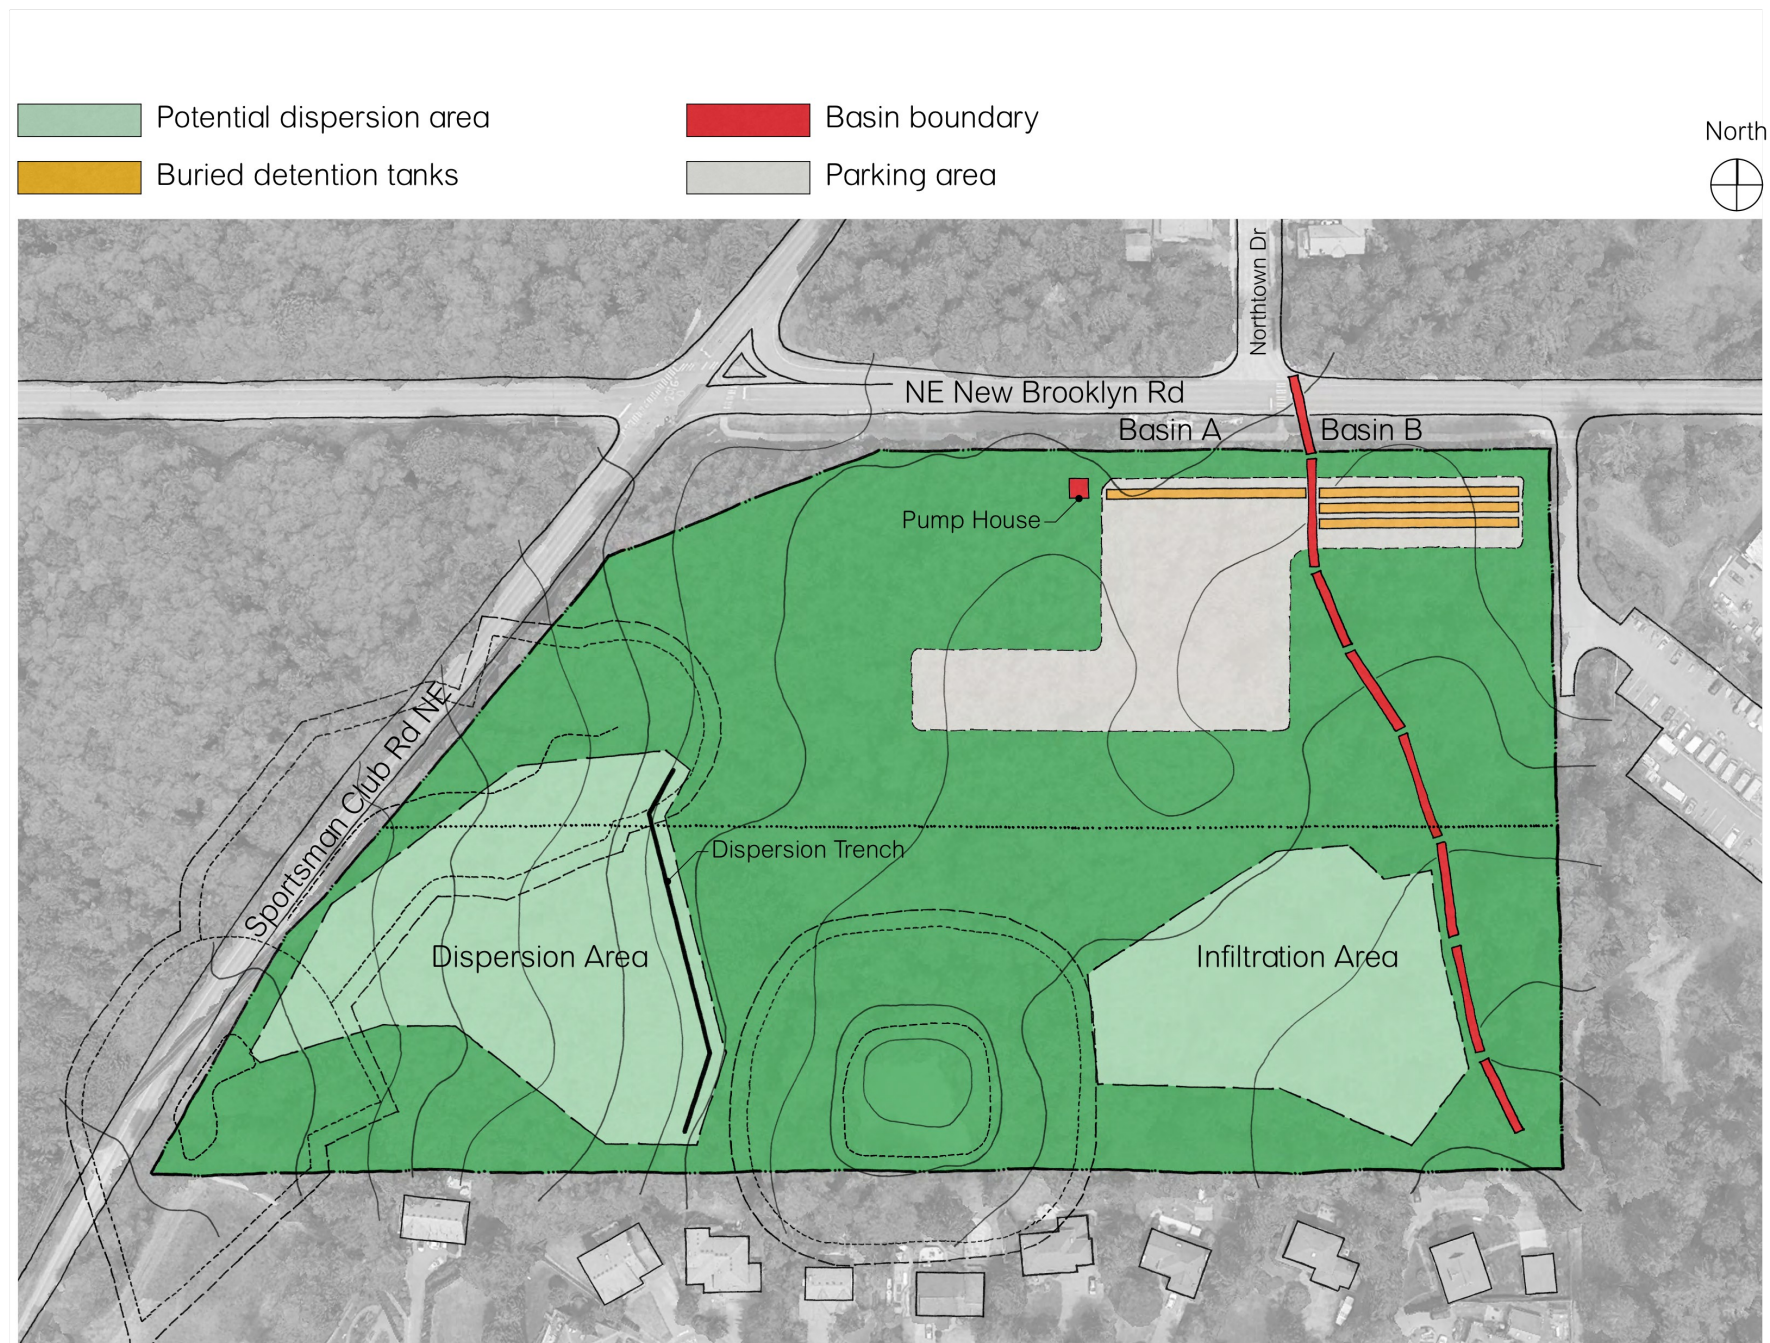 Potential dispersion area
Basin boundary
Buried detention tanks
Parking area
North
Northtown Dr
NE New Brooklyn Rd
Basin A
Basin B
Pump House
Sportsman Club Rd NE
Dispersion Trench
Dispersion Area
Infiltration Area